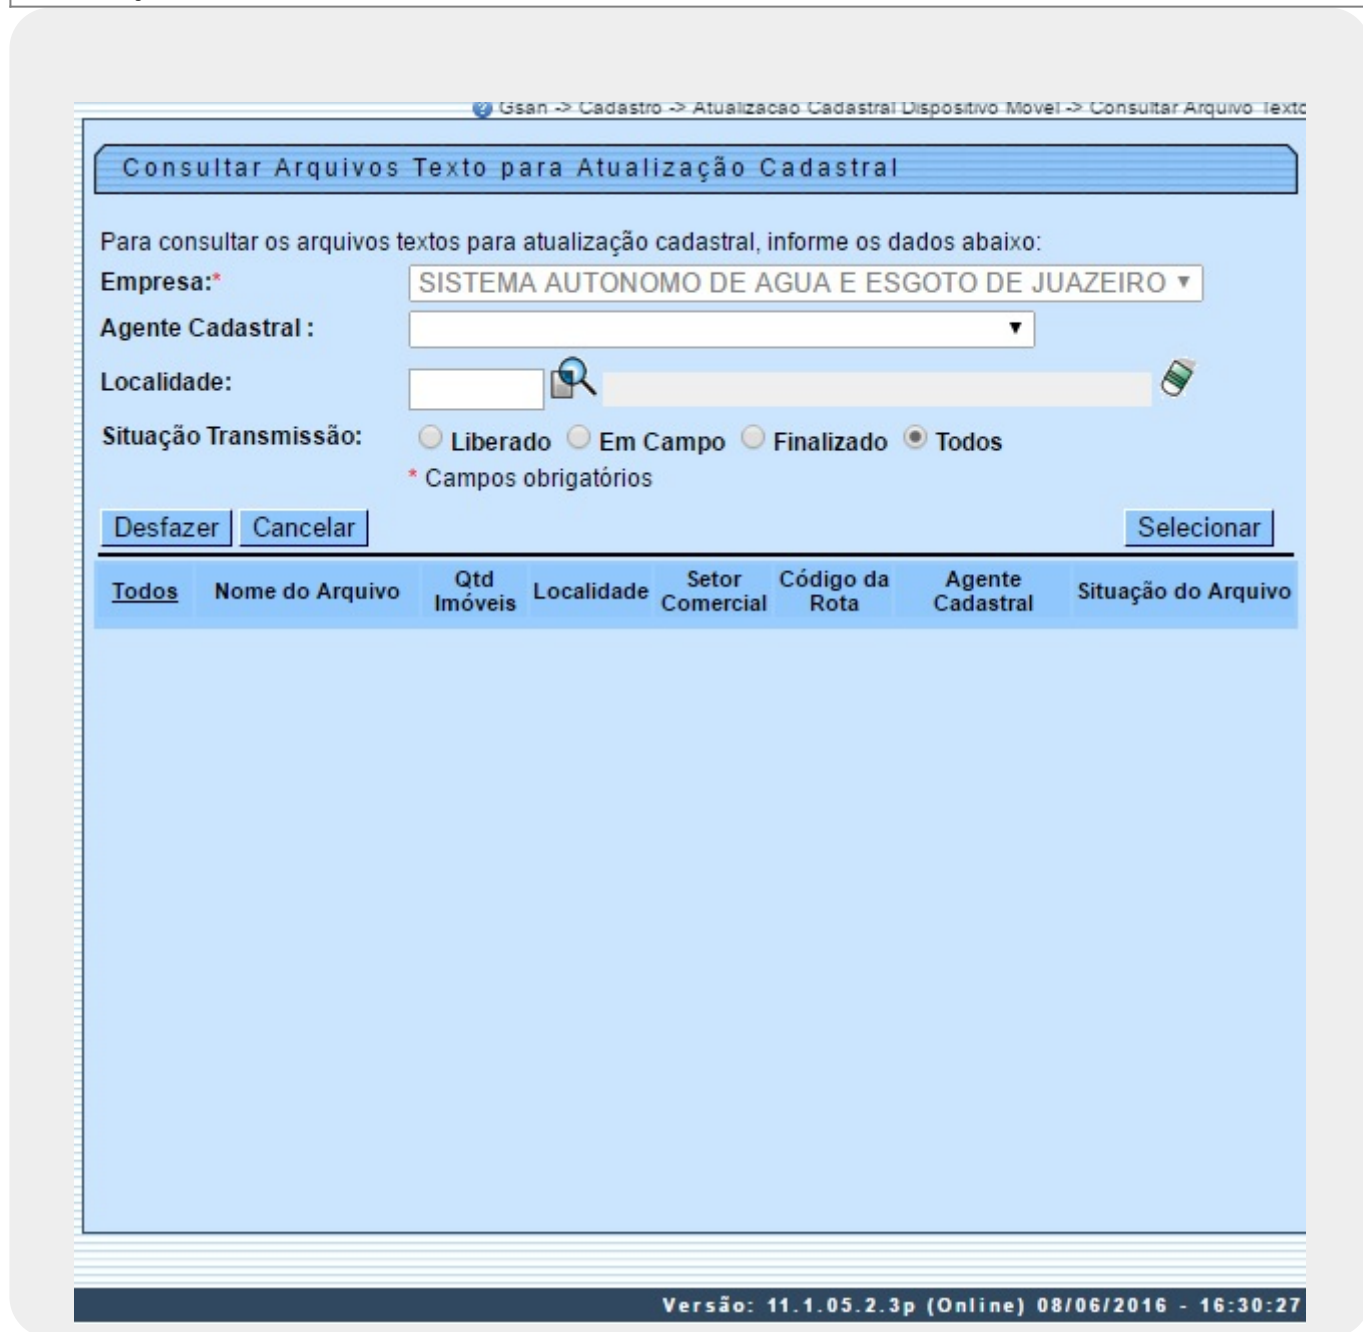 Gsan -> Cadastro -> Atualizacao Cadastral Dispositivo Movel -> Consultar Arquivo Texto
Consultar Arquivos Texto para Atualização Cadastral
Para consultar os arquivos textos para atualização cadastral, informe os dados abaixo:
Empresa:* SISTEMA AUTONOMO DE AGUA E ESGOTO DE JUAZEIRO
Agente Cadastral :
Localidade:
Situação Transmissão: Liberado Em Campo Finalizado Todos
* Campos obrigatórios
Desfazer Cancelar Selecionar
Todos Nome do Arquivo Qtd Imóveis Localidade Setor Comercial Código da Rota Agente Cadastral Situação do Arquivo
Versão: 11.1.05.2.3p (Online) 08/06/2016 - 16:30:27